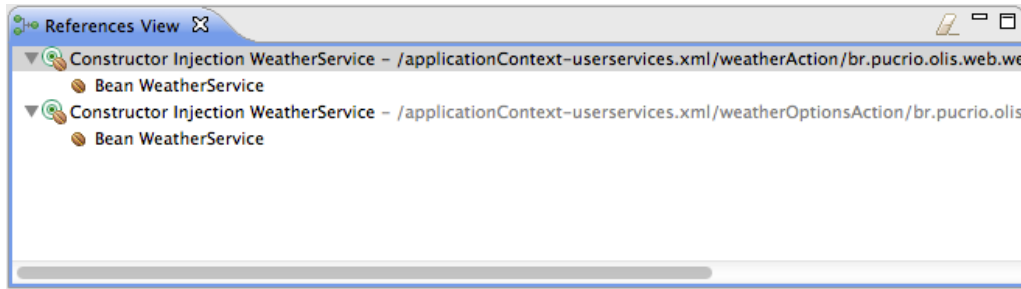 References View
Constructor Injection WeatherService – /applicationContext-userservices.xml/weatherAction/br.pucrio.olis.web.we
Bean WeatherService
Constructor Injection WeatherService – /applicationContext-userservices.xml/weatherOptionsAction/br.pucrio.olis
Bean WeatherService